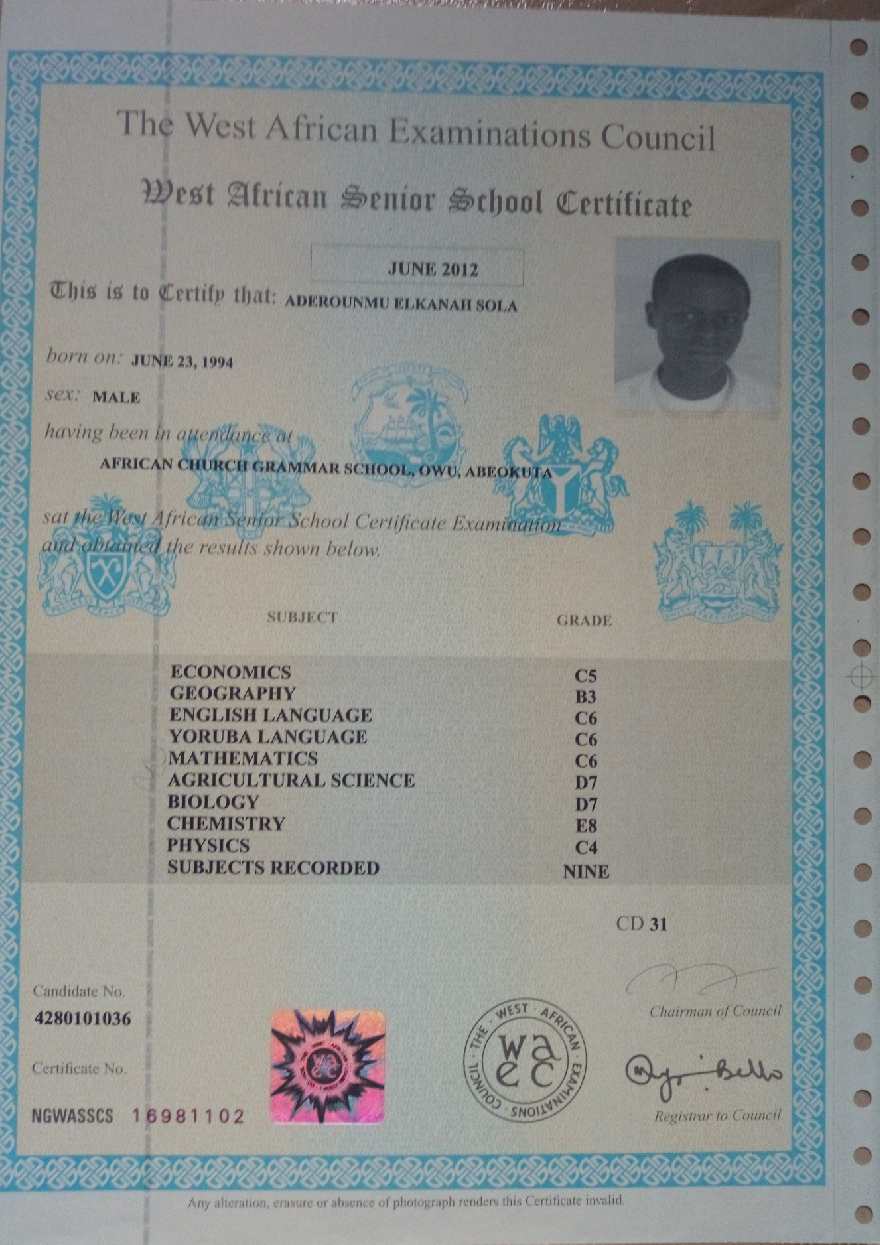 The West African Examinations Council
West African Senior School Certificate
JUNE 2012
This is to Certify that: ADEROUNMU ELKANAH SOLA
born on: JUNE 23, 1994
sex: MALE
having been in attendance at
AFRICAN CHURCH GRAMMAR SCHOOL, OWU, ABEOKUTA
sat the West African Senior School Certificate Examination
and obtained the results shown below.
SUBJECT GRADE
ECONOMICS C5
GEOGRAPHY B3
ENGLISH LANGUAGE C6
YORUBA LANGUAGE C6
MATHEMATICS C6
AGRICULTURAL SCIENCE D7
BIOLOGY D7
CHEMISTRY E8
PHYSICS C4
SUBJECTS RECORDED NINE
CD 31
Candidate No.
4280101036
Chairman of Council
Certificate No.
NGWASSCS 16981102
THE · WEST · AFRICAN · EXAMINATIONS · COUNCIL ·
waec
Bello
Registrar to Council
Any alteration, erasure or absence of photograph renders this Certificate invalid.